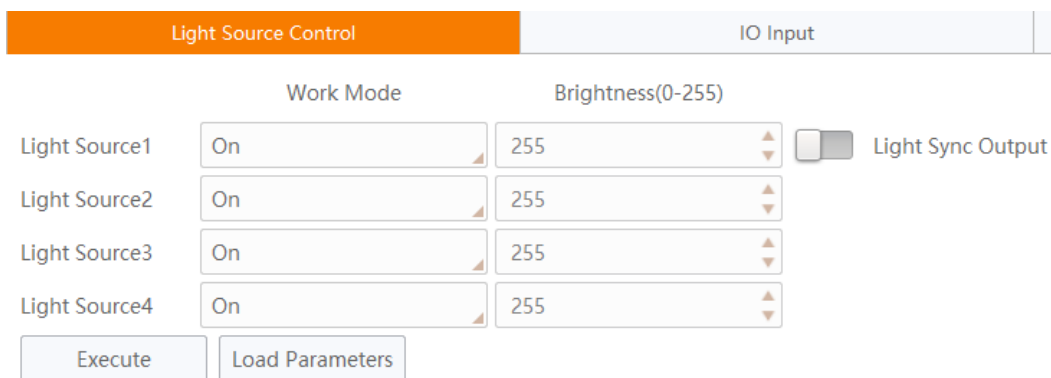 Light Source Control IO Input
Work Mode Brightness(0-255)
Light Source1 On 255 Light Sync Output
Light Source2 On 255
Light Source3 On 255
Light Source4 On 255
Execute Load Parameters